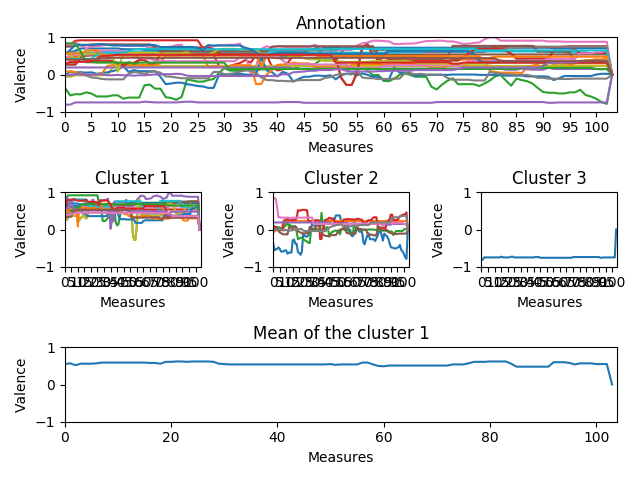 Annotation
Valence
1
0
−1
0 5 10 15 20 25 30 35 40 45 50 55 60 65 70 75 80 85 90 95 100
Measures
Cluster 1 Cluster 2 Cluster 3
Valence Valence Valence
1 1 1
0 0 0
−1 −1 −1
Measures Measures Measures
Mean of the cluster 1
Valence
1
0
−1
0 20 40 60 80 100
Measures